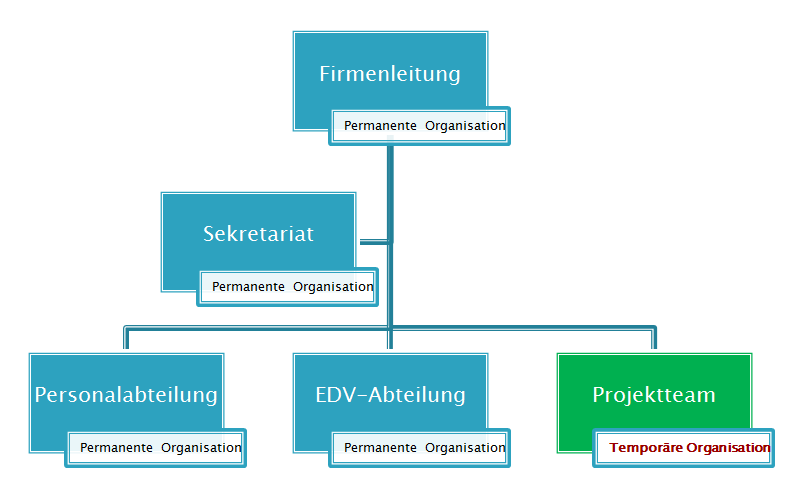 Firmenleitung
Permanente Organisation
Sekretariat
Permanente Organisation
Personalabteilung
Permanente Organisation
EDV-Abteilung
Permanente Organisation
Projektteam
Temporäre Organisation